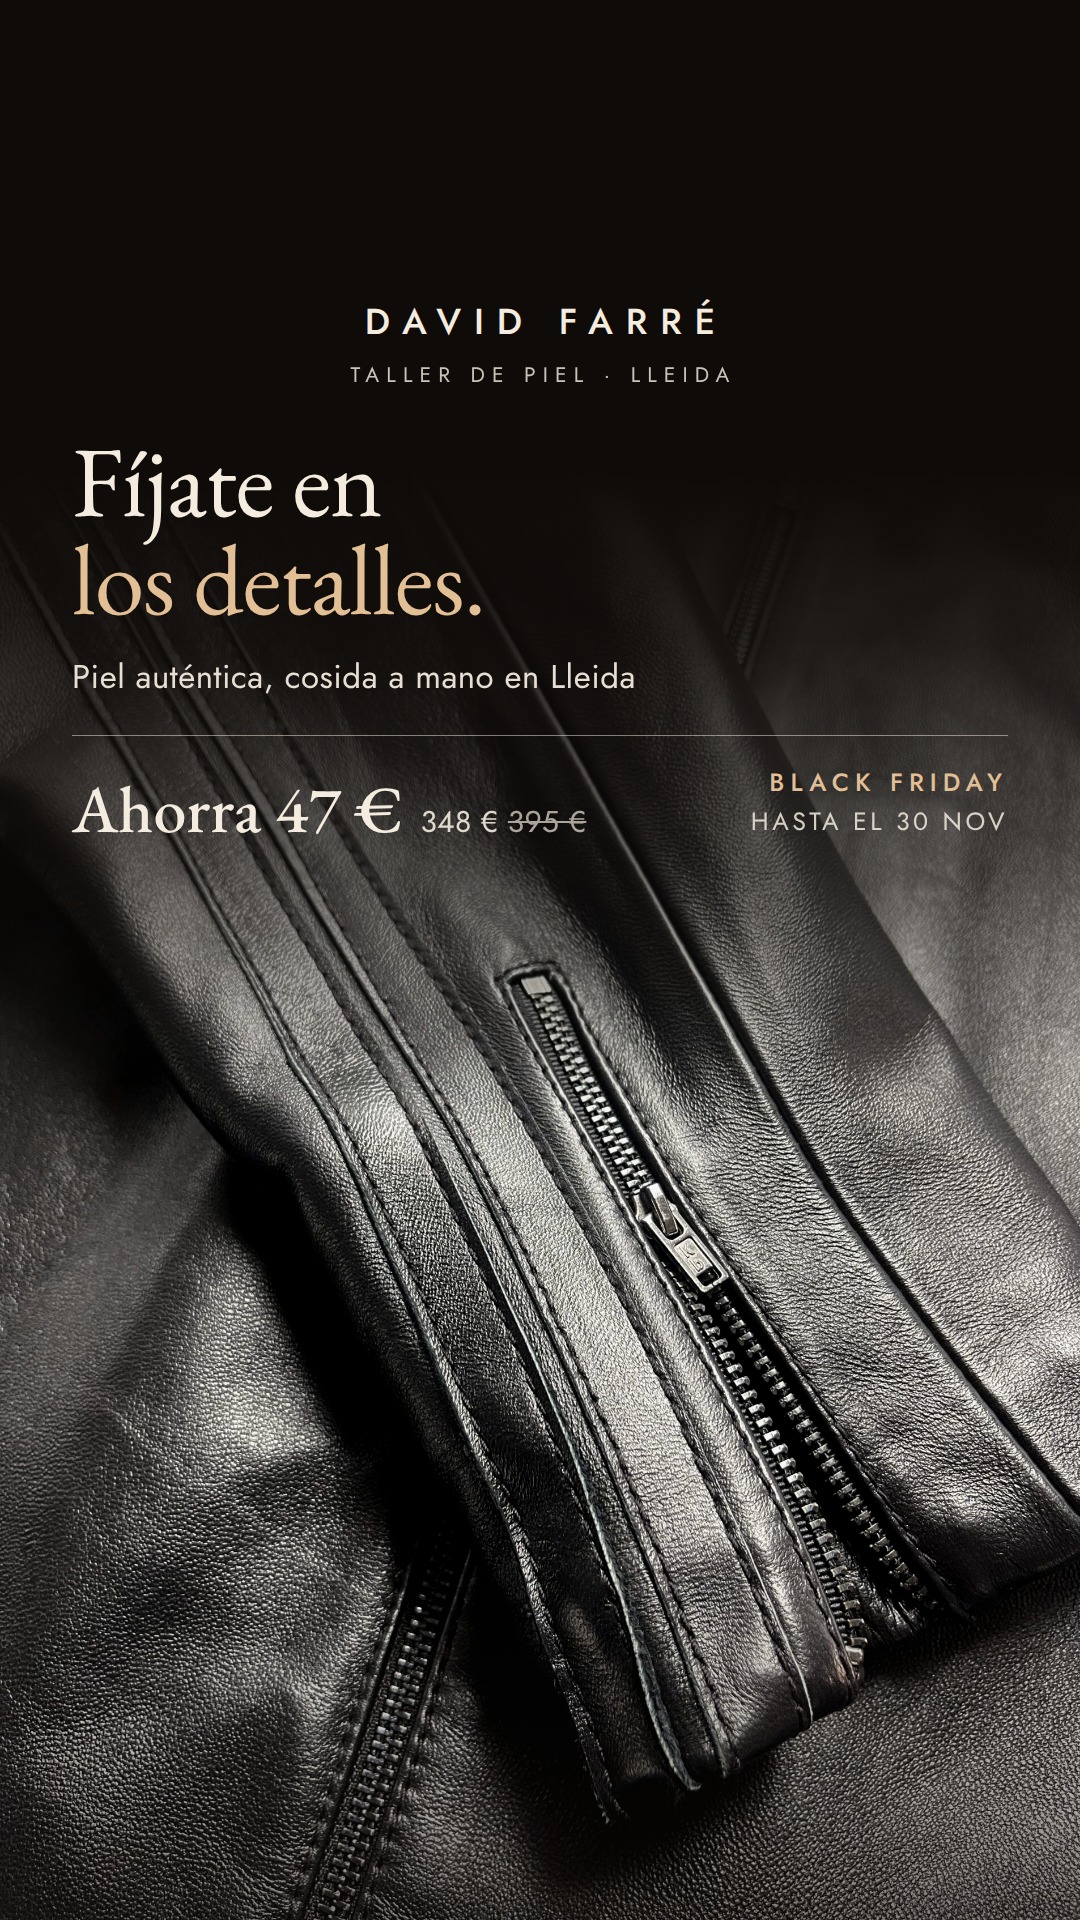 DAVID FARRÉ
TALLER DE PIEL · LLEIDA
Fíjate en
los detalles.
Piel auténtica, cosida a mano en Lleida
Ahorra 47 € 348 € 395 €
BLACK FRIDAY
HASTA EL 30 NOV